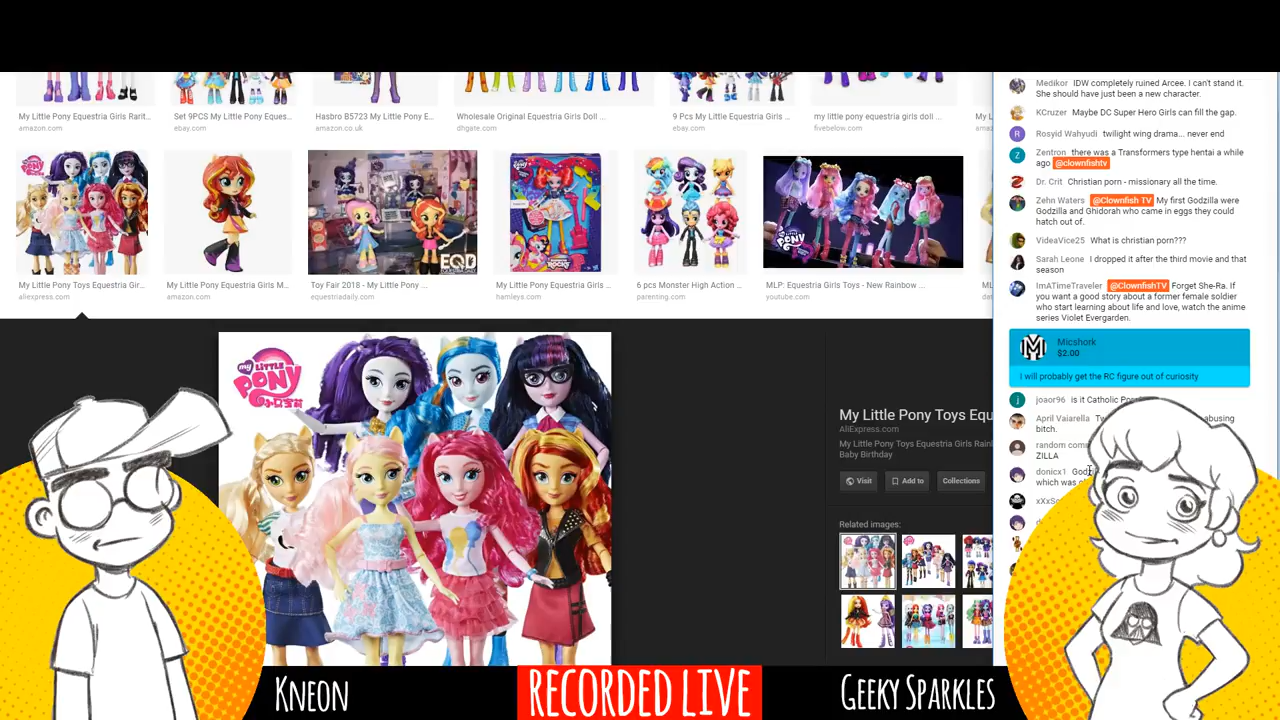 My Little Pony Equestria Girls Rarit...
amazon.com
Set 9PCS My Little Pony Eques...
ebay.com
Hasbro B5723 My Little Pony E...
amazon.co.uk
Wholesale Original Equestria Girls Doll ...
dhgate.com
9 Pcs My Little Pony Equestria ...
ebay.com
my little pony equestria girls doll ...
fivebelow.com
My L
am
My Little Pony Toys Equestria Gir...
aliexpress.com
My Little Pony Equestria Girls M...
amazon.com
EQD
Toy Fair 2018 - My Little Pony ...
equestriadaily.com
My Little Pony Equestria Girls ...
hamleys.com
6 pcs Monster High Action ...
parenting.com
MLP: Equestria Girls Toys - New Rainbow ...
youtube.com
my LITTLE PONY
小马宝莉
My Little Pony Toys Equ
AliExpress.com
My Little Pony Toys Equestria Girls Rain
Baby Birthday
Visit
Add to
Collections
Related images:
Medikor IDW completely ruined Arcee. I can't stand it.
She should have just been a new character.
KCruzer Maybe DC Super Hero Girls can fill the gap.
R
Rosyid Wahyudi twilight wing drama... never end
Z
Zentron there was a Transformers type hentai a while
ago @clownfishtv
Dr. Crit Christian porn - missionary all the time.
Zehn Waters @Clownfish TV My first Godzilla were
Godzilla and Ghidorah who came in eggs they could
hatch out of.
VideaVice25 What is christian porn???
Sarah Leone I dropped it after the third movie and that
season
ImATimeTraveler @ClownfishTV Forget She-Ra. If
you want a good story about a former female soldier
who start learning about life and love, watch the anime
series Violet Evergarden.
Micshork
$2.00
I will probably get the RC figure out of curiosity
j
joaor96 is it Catholic
April Vaiarella abusing
bitch.
random
ZILLA
donicx1
which was
KNEON
RECORDED LIVE
GEEKY SPARKLES